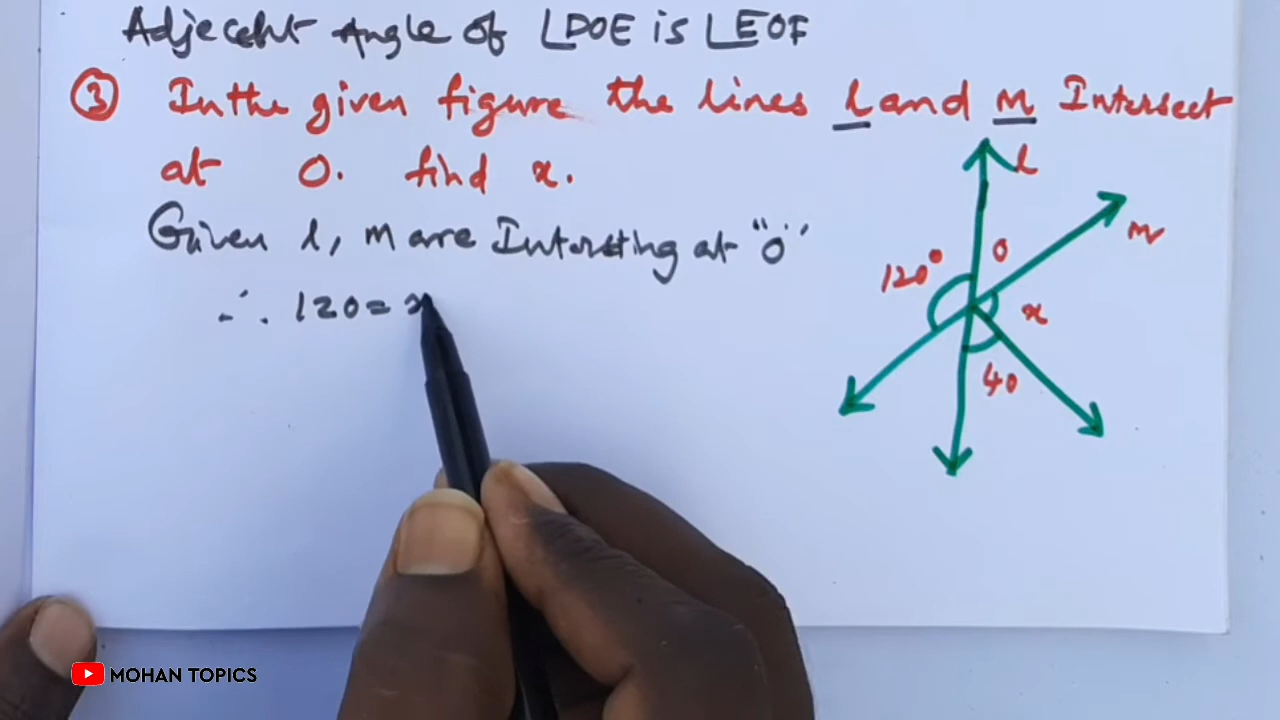 Adjecent Angle of ∠DOE is ∠EOF
③ In the given figure the lines l and m Intersect
at O. find x.
Given l, m are Intersting at "O"
∴ 120= x
l
m
O
120°
x
40
MOHAN TOPICS